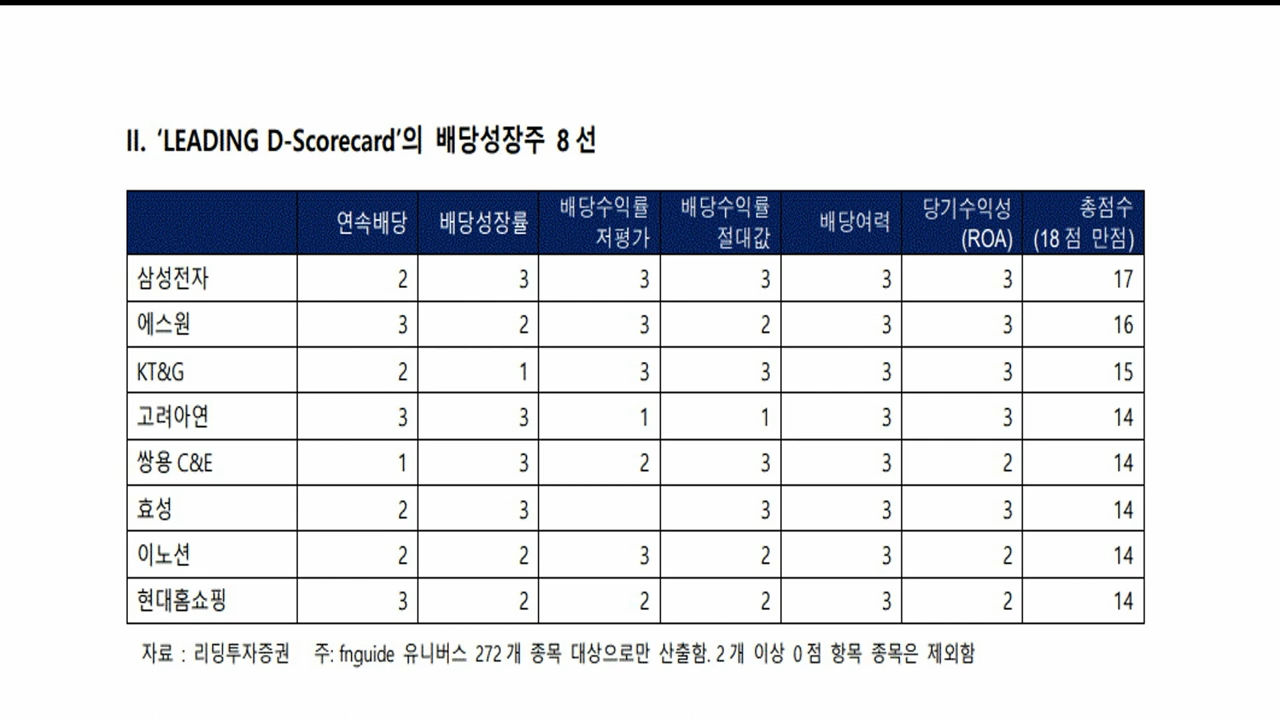 II. ‘LEADING D-Scorecard’의 배당성장주 8 선
연속배당 배당성장률 배당수익률 저평가 배당수익률 절대값 배당여력 당기수익성 (ROA) 총점수 (18 점 만점)
삼성전자 2 3 3 3 3 3 17
에스원 3 2 3 2 3 3 16
KT&G 2 1 3 3 3 3 15
고려아연 3 3 1 1 3 3 14
쌍용 C&E 1 3 2 3 3 2 14
효성 2 3 3 3 3 14
이노션 2 2 3 2 3 2 14
현대홈쇼핑 3 2 2 2 3 2 14
자료 : 리딩투자증권 주: fnguide 유니버스 272 개 종목 대상으로만 산출함. 2 개 이상 0 점 항목 종목은 제외함